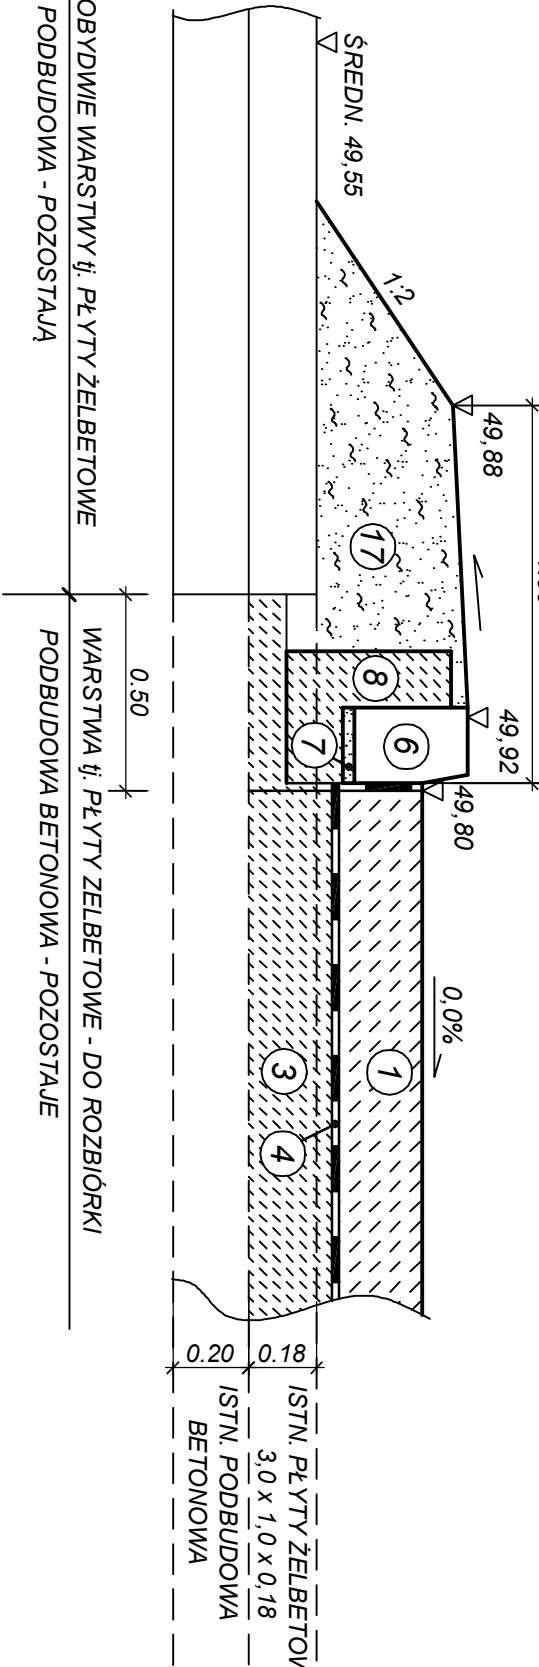 ŚREDN. 49,55
1:2
49,88
49,92
49,80
0,0%
17
8
7
6
1
3
4
0.50
0.20
0.18
ISTN. PŁYTY
3,0 x 1,0 x 0,18
ISTN. PODBUDOWA
BETONOWA
OBYDWIE WARSTWY tj. PŁYTY ŻELBETOWE
PODBUDOWA - POZOSTAJĄ
WARSTWA tj. PŁYTY ZELBETOWE - DO ROZBIÓRKI
PODBUDOWA BETONOWA - POZOSTAJE